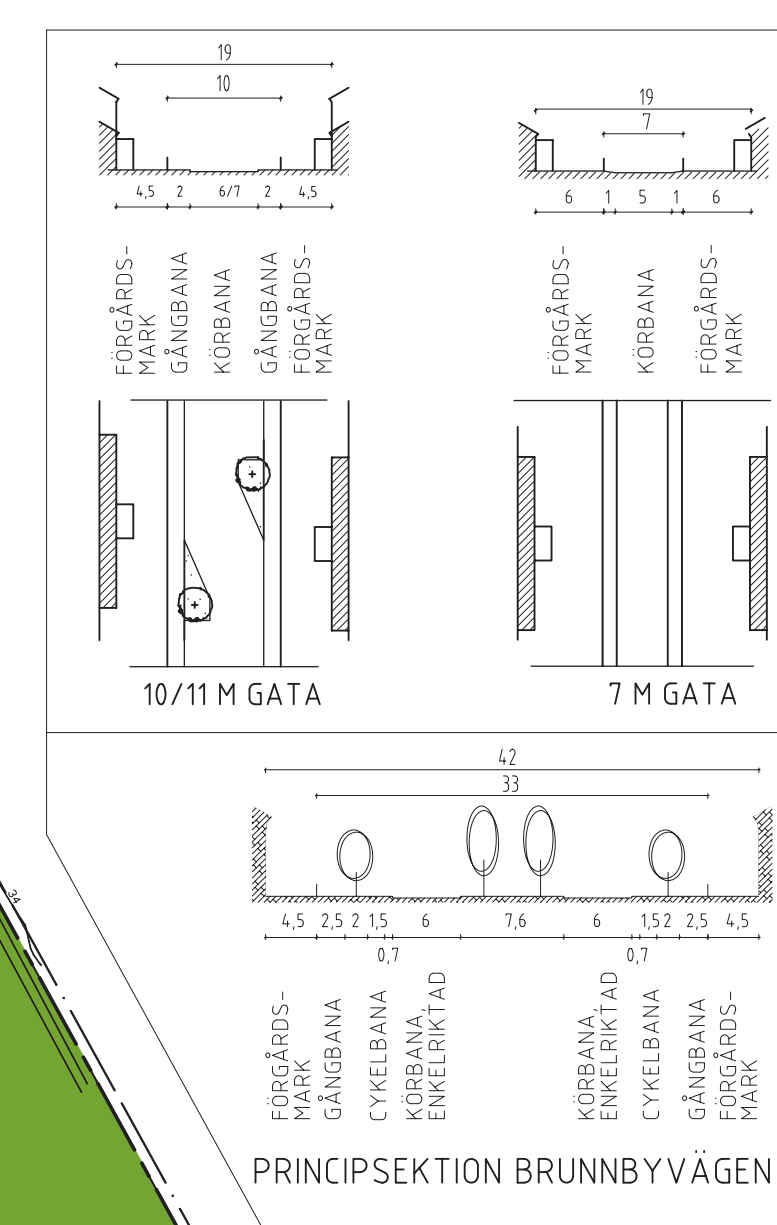 19
10
4,5 2 6/7 2 4,5
FÖRGÅRDS-
MARK
GÅNGBANA
KÖRBANA
GÅNGBANA
FÖRGÅRDS-
MARK
10/11 M GATA
19
7
6 1 5 1 6
FÖRGÅRDS-
MARK
KÖRBANA
FÖRGÅRDS-
MARK
7 M GATA
42
33
4,5 2,5 2 1,5 6 7,6 6 1,5 2 2,5 4,5
0,7 0,7
FÖRGÅRDS-
MARK
GÅNGBANA
CYKELBANA
KÖRBANA,
ENKELRIKTAD
KÖRBANA,
ENKELRIKTAD
CYKELBANA
GÅNGBANA
FÖRGÅRDS-
MARK
PRINCIPSEKTION BRUNNBYVÄGEN
34